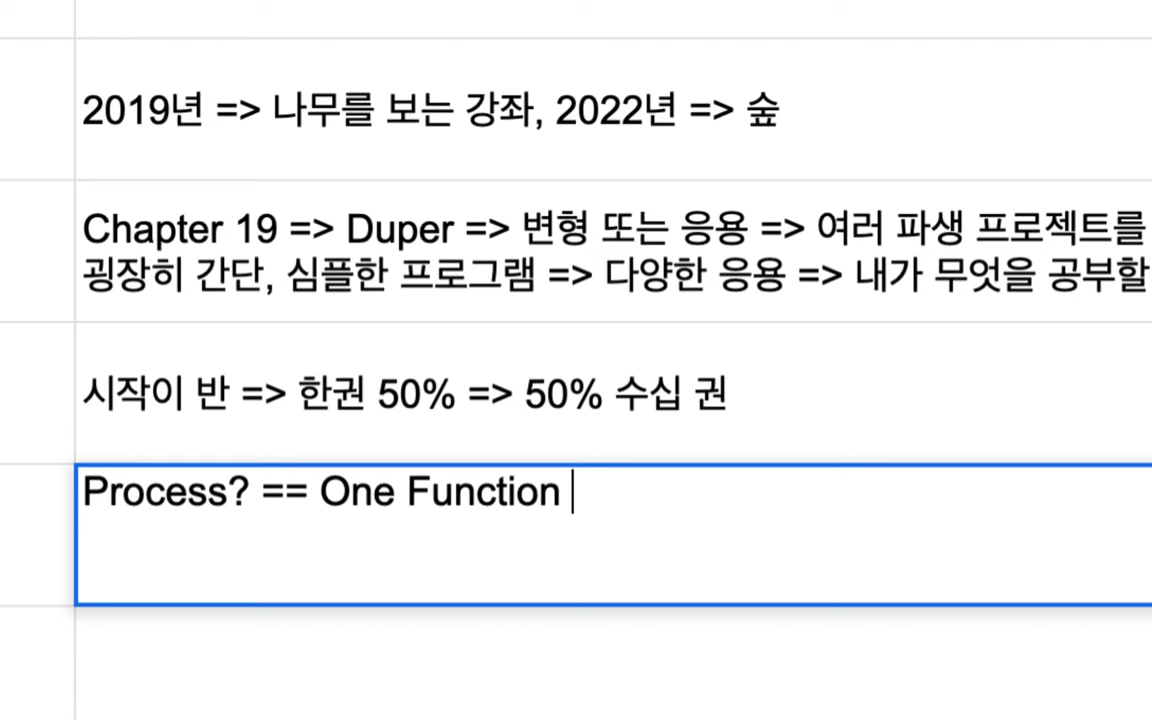 2019년 => 나무를 보는 강좌, 2022년 => 숲
Chapter 19 => Duper => 변형 또는 응용 => 여러 파생 프로젝트를
굉장히 간단, 심플한 프로그램 => 다양한 응용 => 내가 무엇을 공부할
시작이 반 => 한권 50% => 50% 수십 권
Process? == One Function